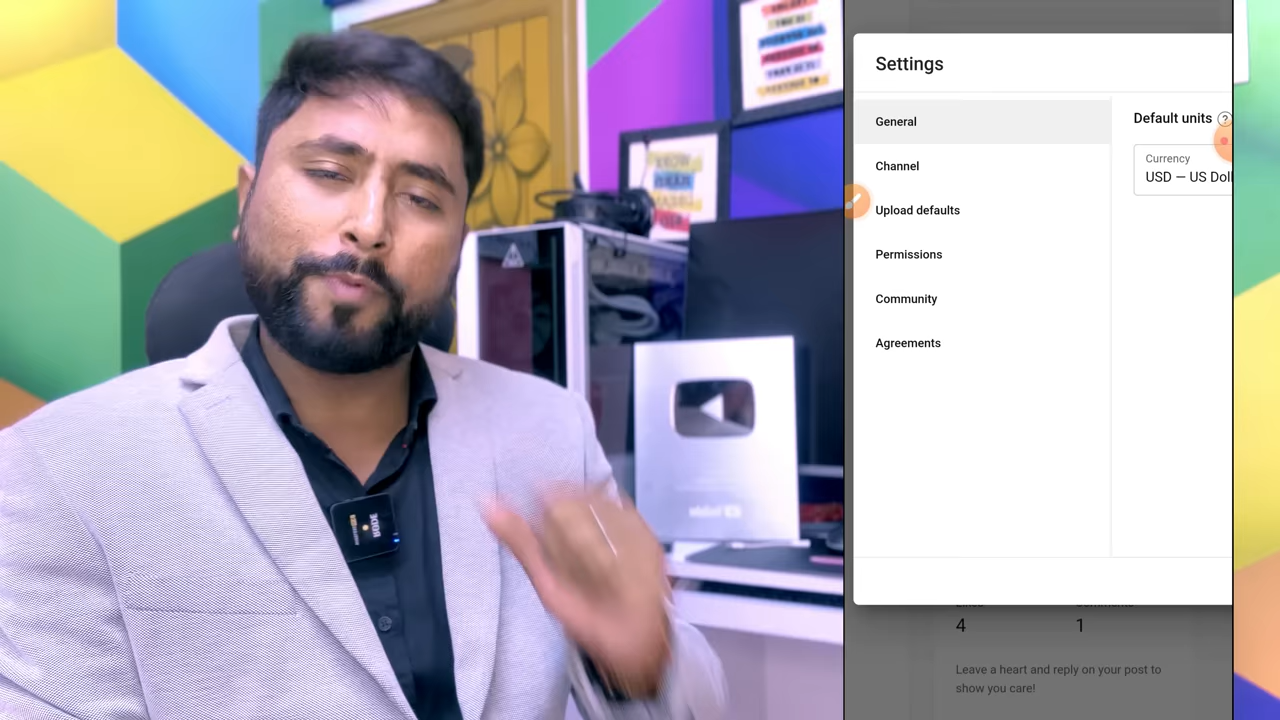 Settings
General
Channel
Upload defaults
Permissions
Community
Agreements
Default units ?
Currency
USD — US Doll
4
1
Leave a heart and reply on your post to
show you care!